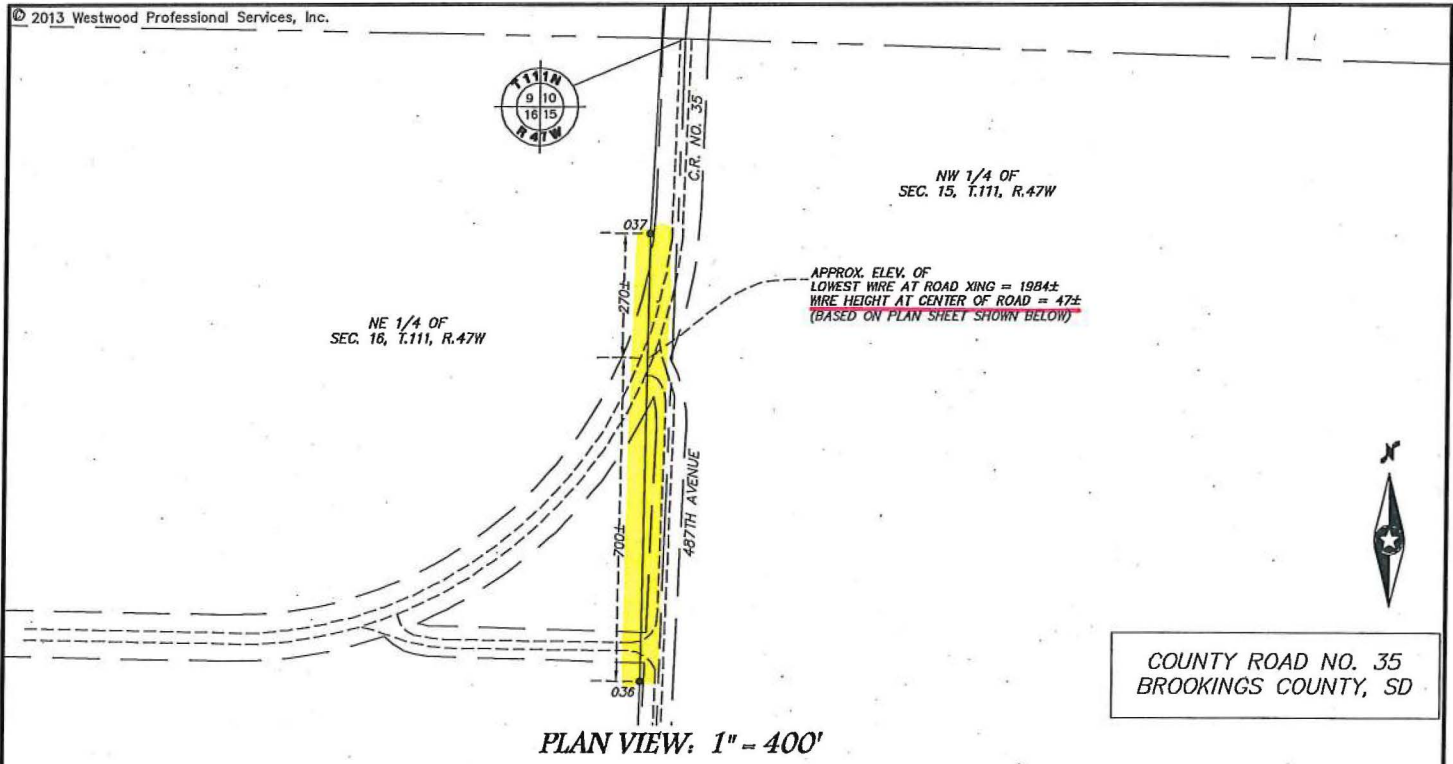 © 2013 Westwood Professional Services, Inc.
T111N
9 10
16 15
R47W
C.R. NO. 35
NW 1/4 OF
SEC. 15, T.111, R.47W
037
270±
APPROX. ELEV. OF
LOWEST WIRE AT ROAD XING = 1984±
WIRE HEIGHT AT CENTER OF ROAD = 47±
(BASED ON PLAN SHEET SHOWN BELOW)
NE 1/4 OF
SEC. 16, T.111, R.47W
N
700±
487TH AVENUE
036
COUNTY ROAD NO. 35
BROOKINGS COUNTY, SD
PLAN VIEW: 1" = 400'